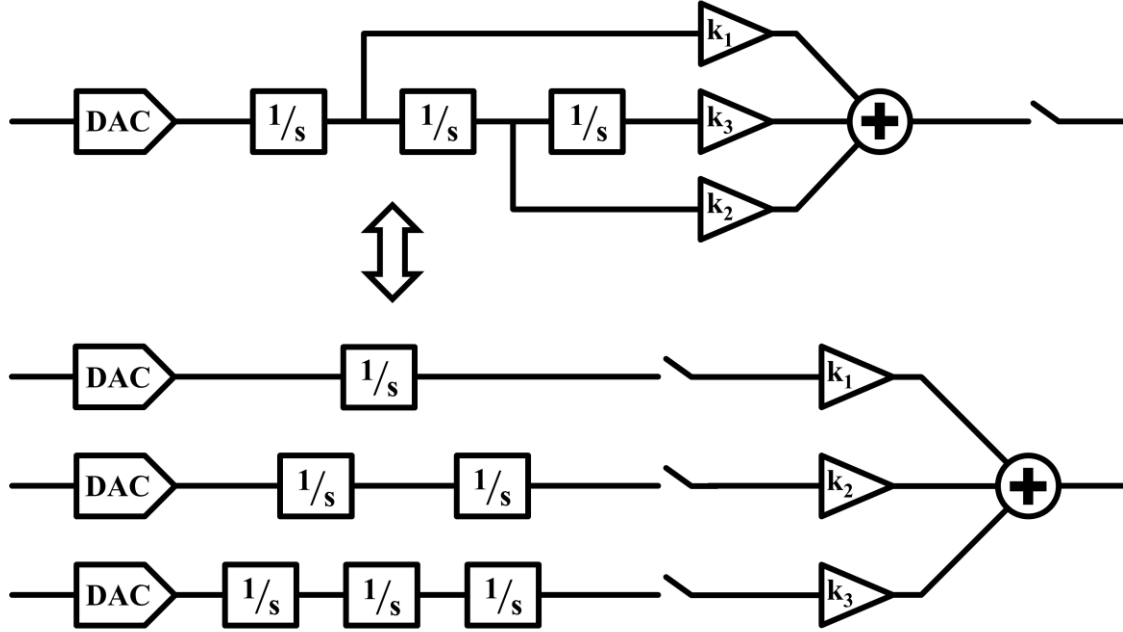 k₁
DAC 1/s 1/s 1/s k₃
k₂
DAC 1/s k₁
DAC 1/s 1/s k₂
DAC 1/s 1/s 1/s k₃